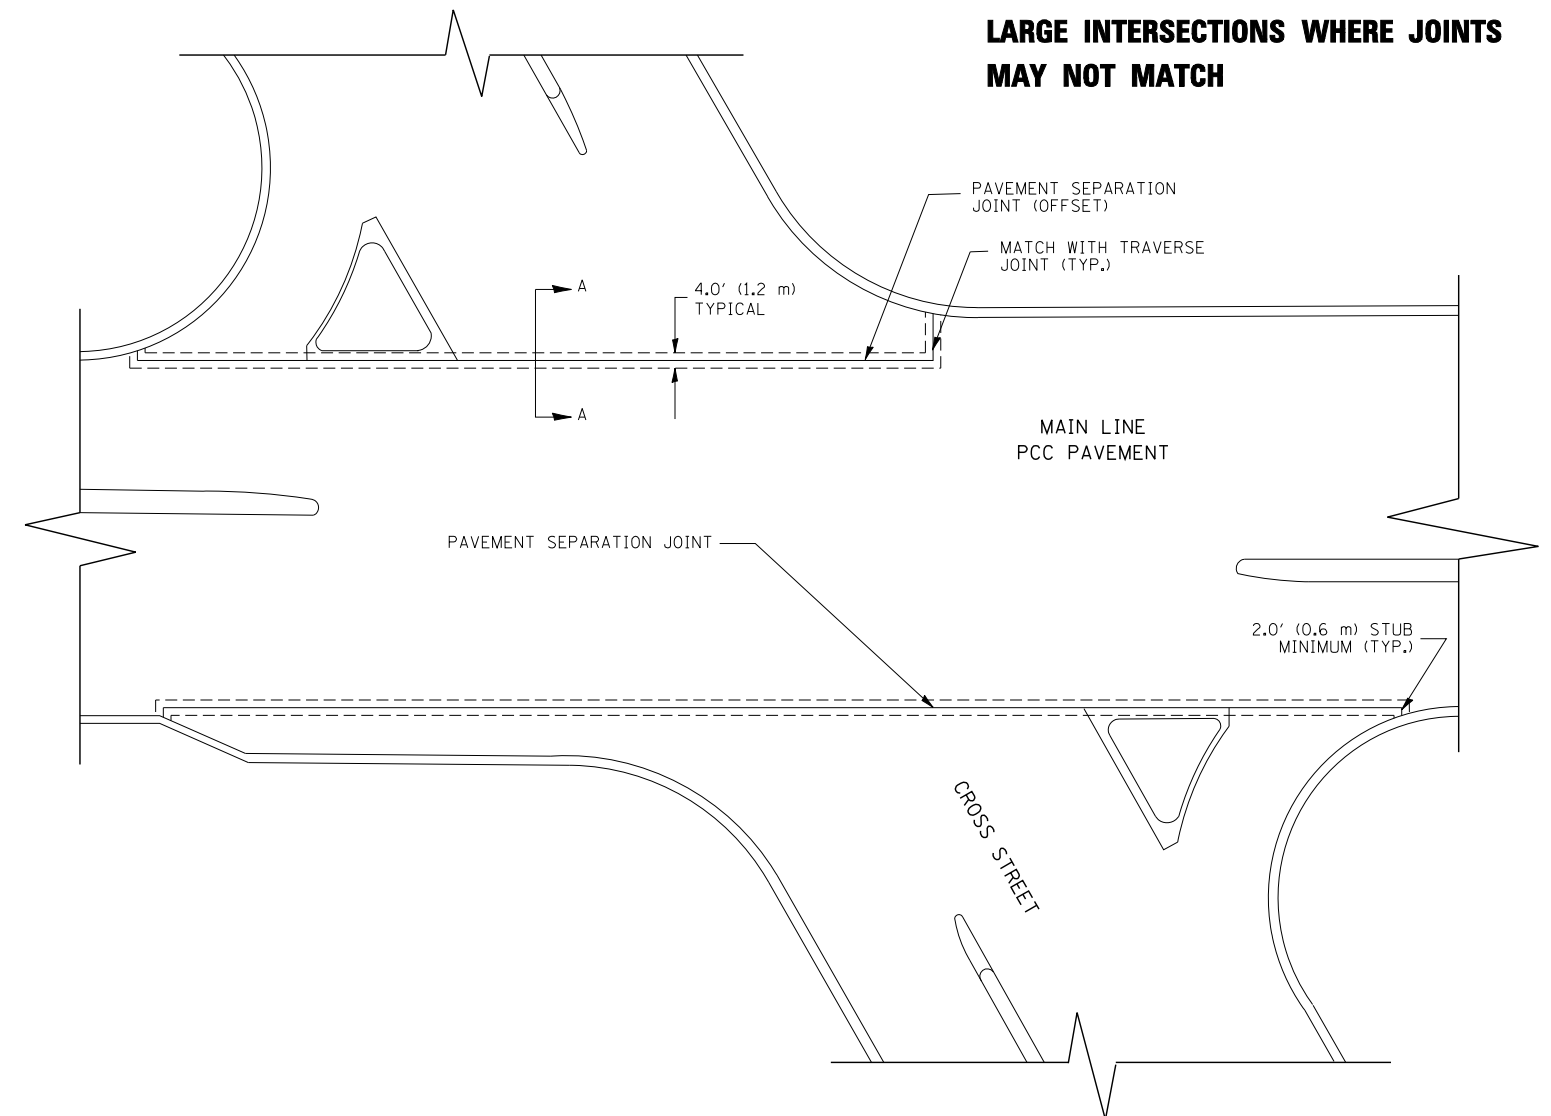 LARGE INTERSECTIONS WHERE JOINTS
MAY NOT MATCH
PAVEMENT SEPARATION
JOINT (OFFSET)
MATCH WITH TRAVERSE
JOINT (TYP.)
A
4.0' (1.2 m)
TYPICAL
A
MAIN LINE
PCC PAVEMENT
PAVEMENT SEPARATION JOINT
2.0' (0.6 m) STUB
MINIMUM (TYP.)
CROSS STREET